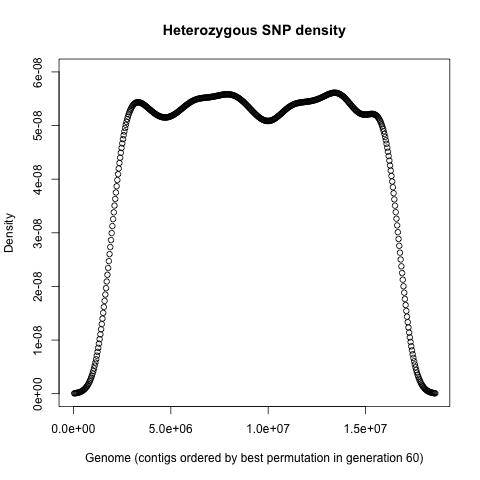 Heterozygous SNP density
6e-08
5e-08
4e-08
3e-08
2e-08
1e-08
0e+00
Density
0.0e+00 5.0e+06 1.0e+07 1.5e+07
Genome (contigs ordered by best permutation in generation 60)